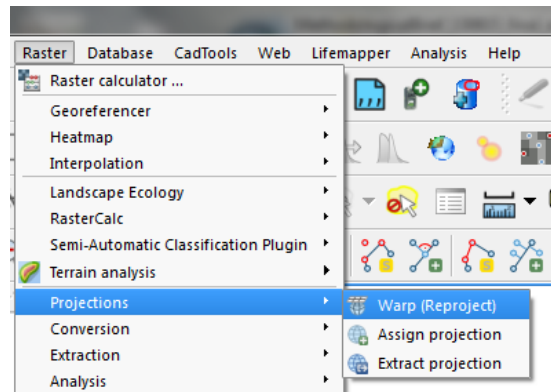 Raster Database CadTools Web Lifemapper Analysis Help
Raster calculator ...
Georeferencer
Heatmap
Interpolation
Landscape Ecology
RasterCalc
Semi-Automatic Classification Plugin
Terrain analysis
Projections
Warp (Reproject)
Conversion
Assign projection
Extraction
Extract projection
Analysis